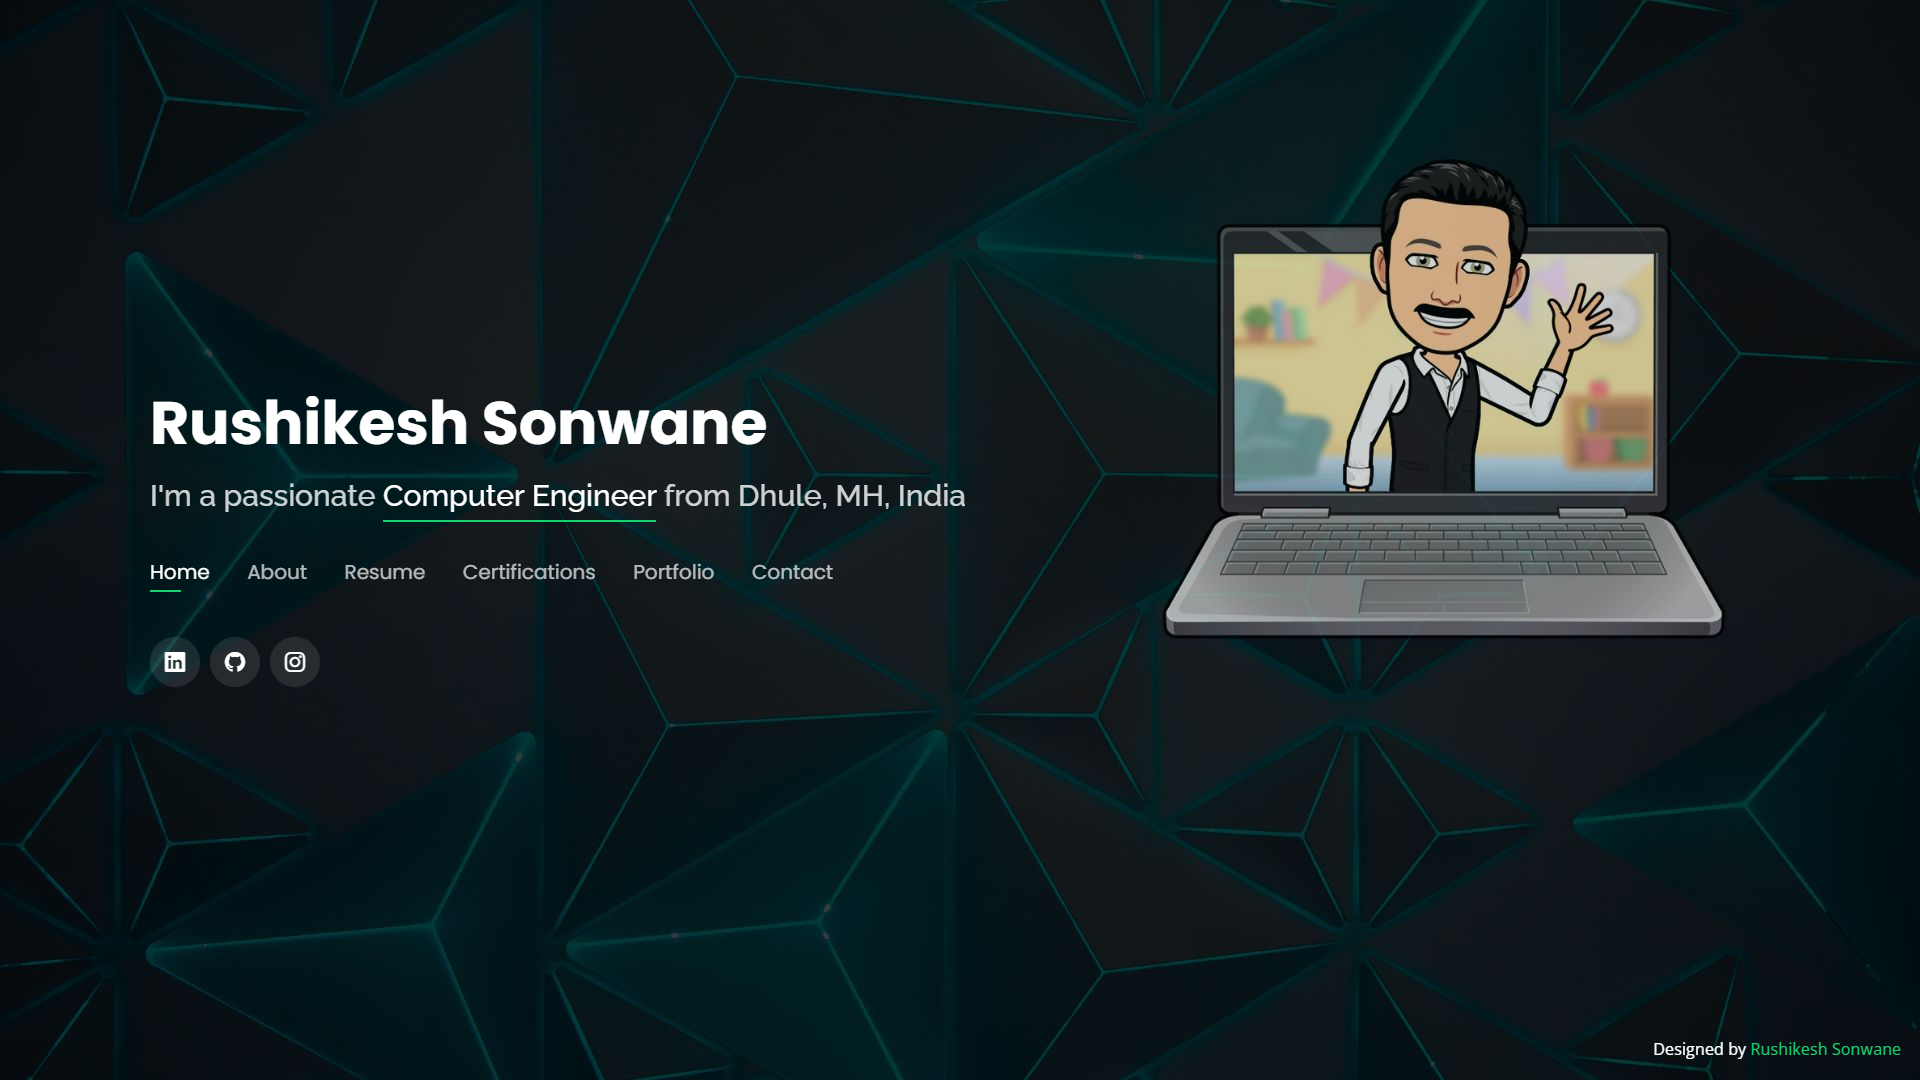 Rushikesh Sonwane
I'm a passionate Computer Engineer from Dhule, MH, India
Home About Resume Certifications Portfolio Contact
in
Designed by Rushikesh Sonwane